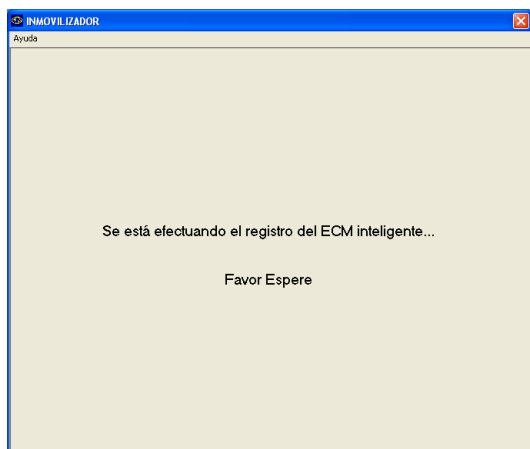 INMOVILIZADOR
Ayuda
Se está efectuando el registro del ECM inteligente...
Favor Espere